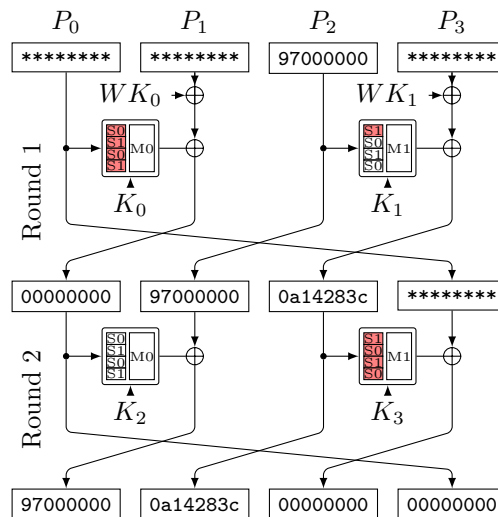 P0 P1 P2 P3
******** ******** 97000000 ********
WK0 WK1
S0 S1
S1 S0
M0 M1
S0 S1
S1 S0
K0 K1
Round 1
00000000 97000000 0a14283c ********
S0 S1
S1 S0
M0 M1
S0 S1
S1 S0
K2 K3
Round 2
97000000 0a14283c 00000000 00000000